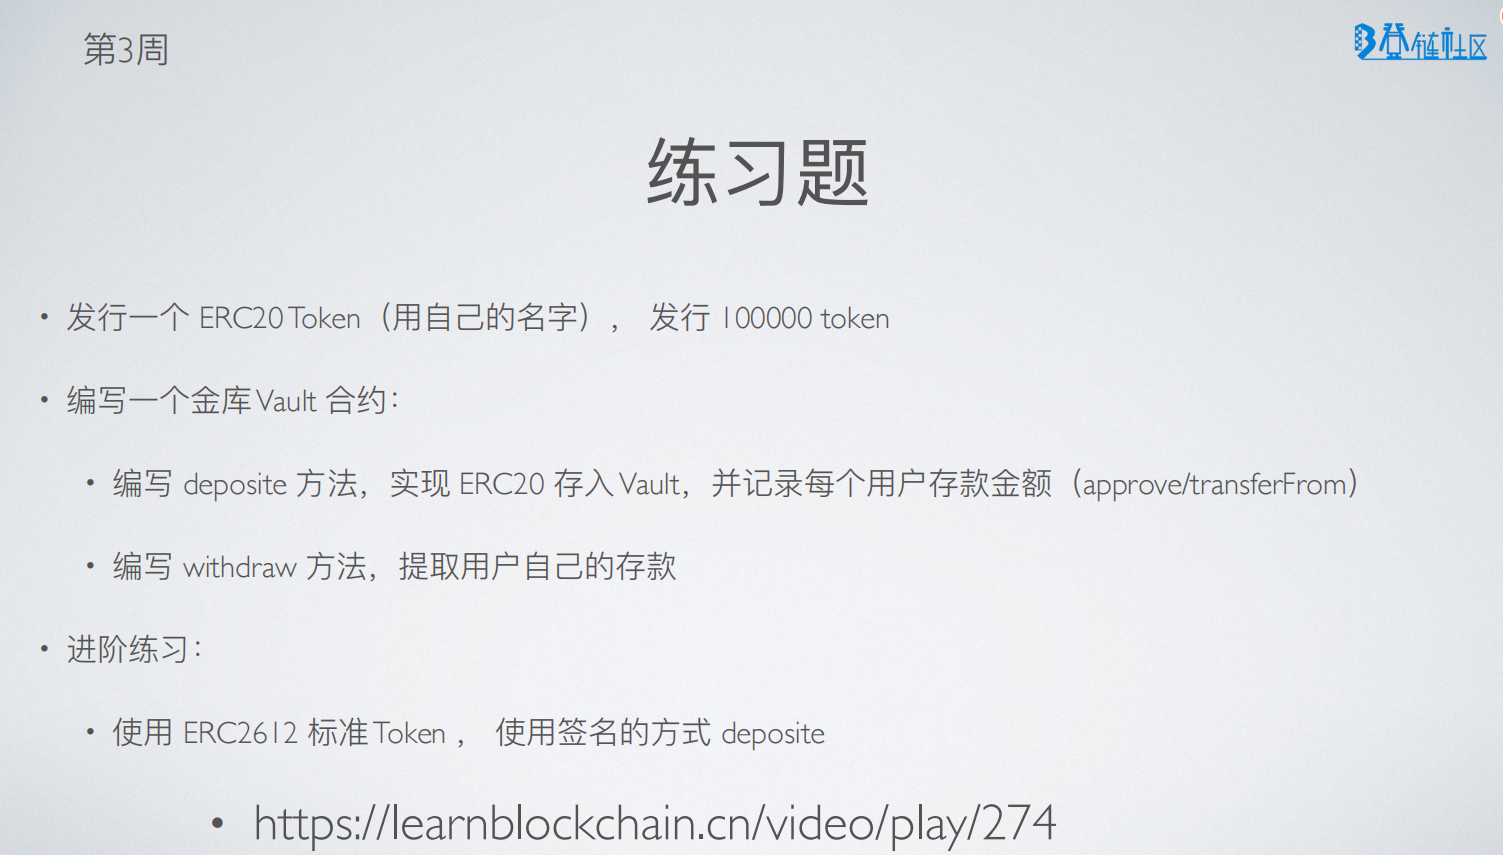 第3周
登链社区
练习题
• 发行一个 ERC20 Token（用自己的名字）， 发行 100000 token
• 编写一个金库 Vault 合约：
• 编写 deposite 方法，实现 ERC20 存入 Vault，并记录每个用户存款金额（approve/transferFrom）
• 编写 withdraw 方法，提取用户自己的存款
• 进阶练习：
• 使用 ERC2612 标准 Token ， 使用签名的方式 deposite
• https://learnblockchain.cn/video/play/274